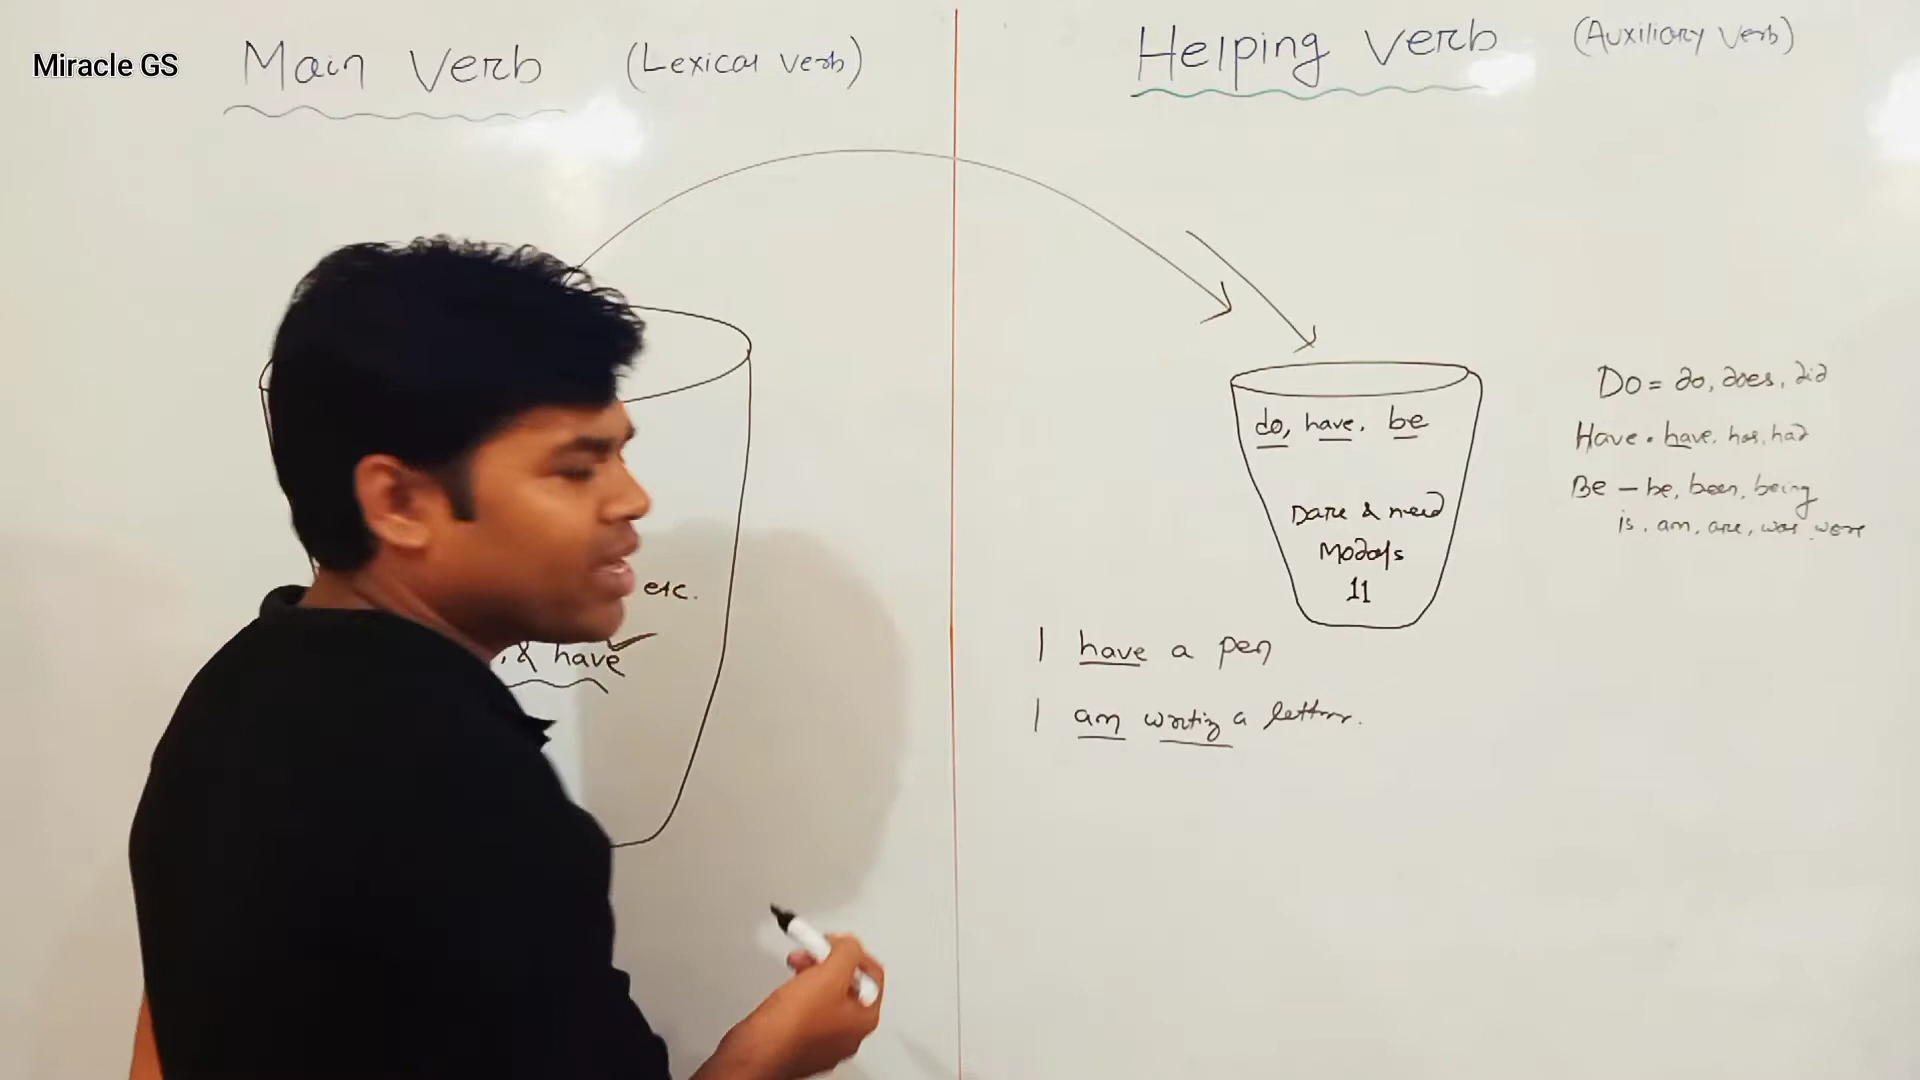 Miracle GS
Main Verb (Lexical verb)
etc.
, & have
Helping Verb (Auxiliary Verb)
do, have, be
Dare & need
Modals
11
Do = do, does, did
Have = have, has, had
Be – be, been, being
is, am, are, was, were
I have a pen
I am writing a letter.